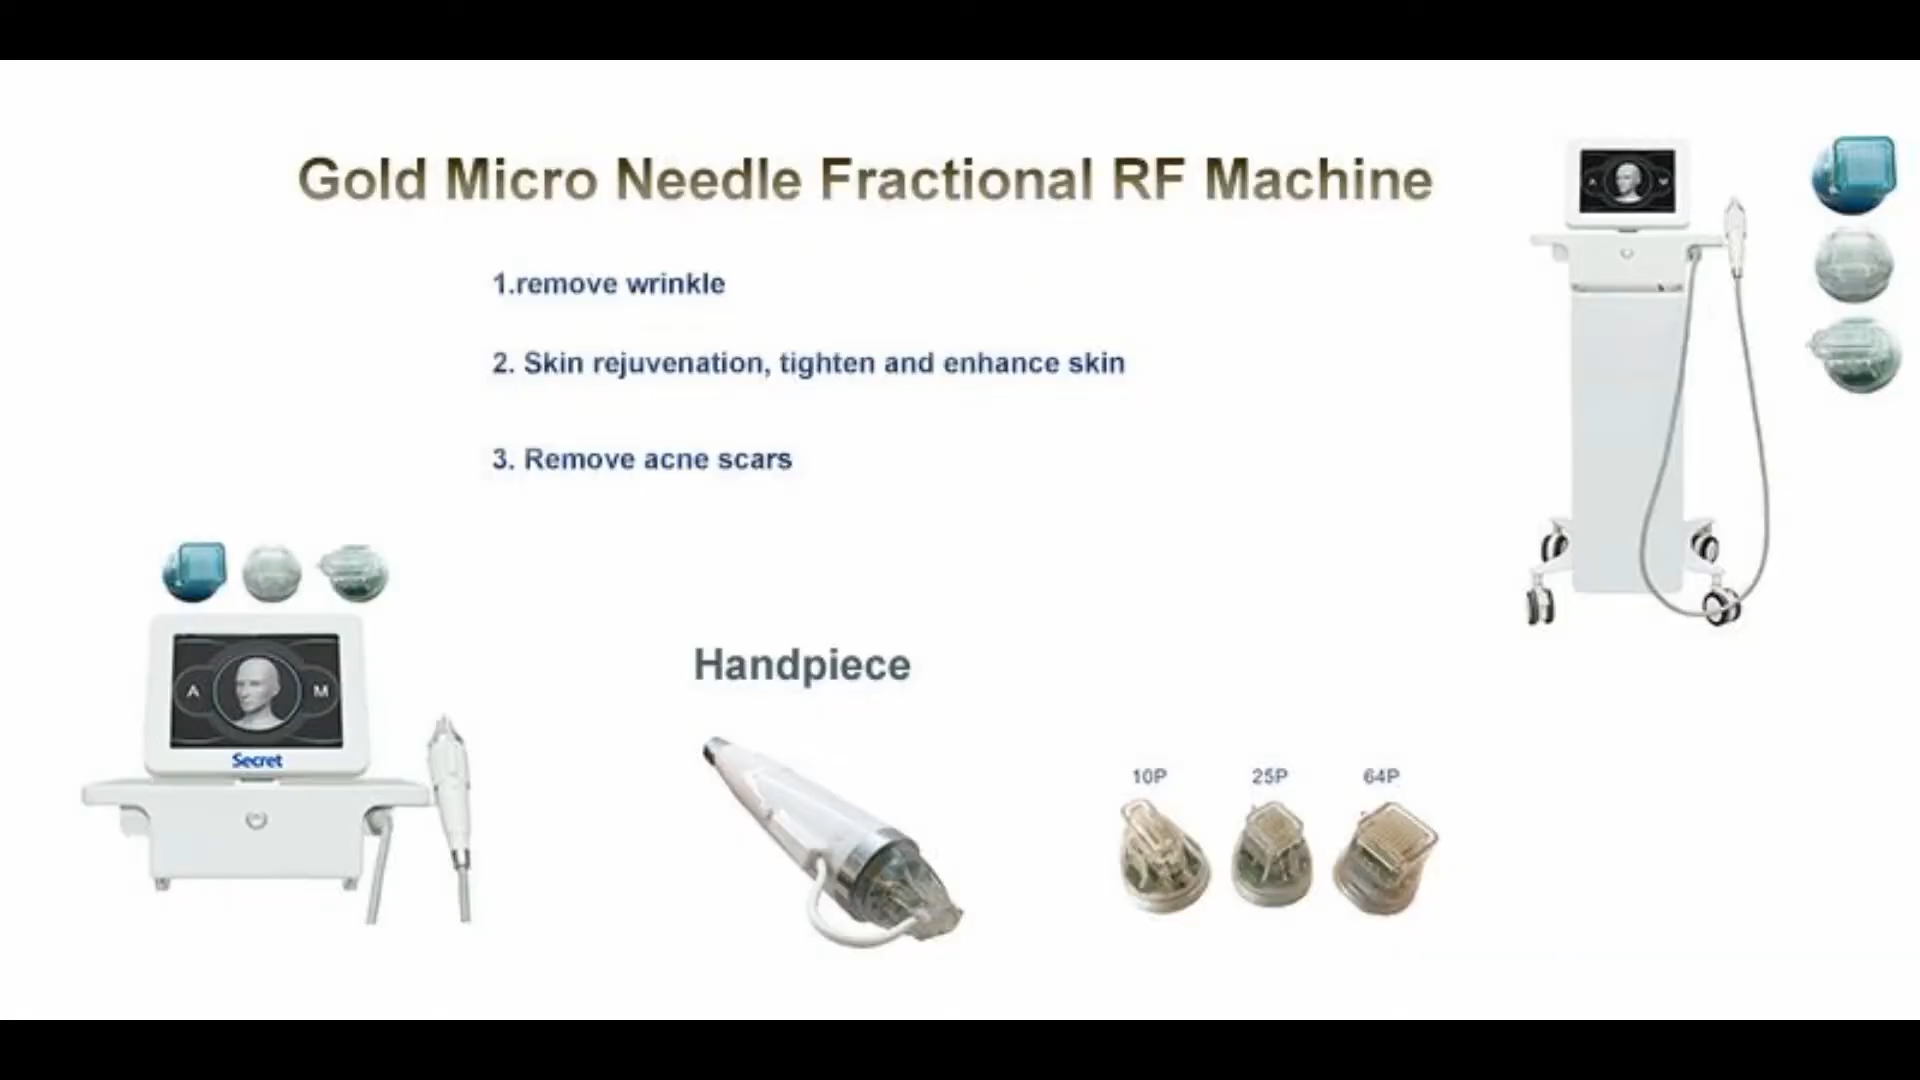 Gold Micro Needle Fractional RF Machine
1.remove wrinkle
2. Skin rejuvenation, tighten and enhance skin
3. Remove acne scars
A M
A M
Secret
Handpiece
10P 25P 64P